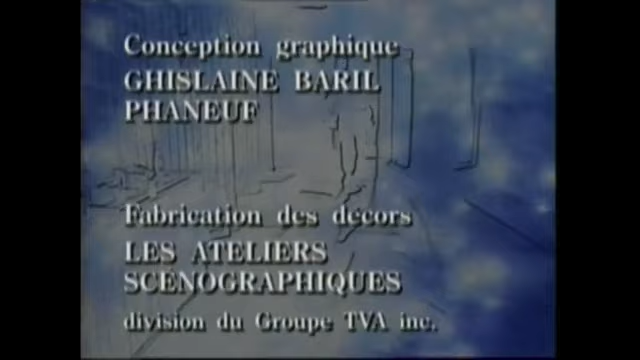 Conception graphique
GHISLAINE BARIL
PHANEUF
Fabrication des décors
LES ATELIERS
SCÉNOGRAPHIQUES
division du Groupe TVA inc.